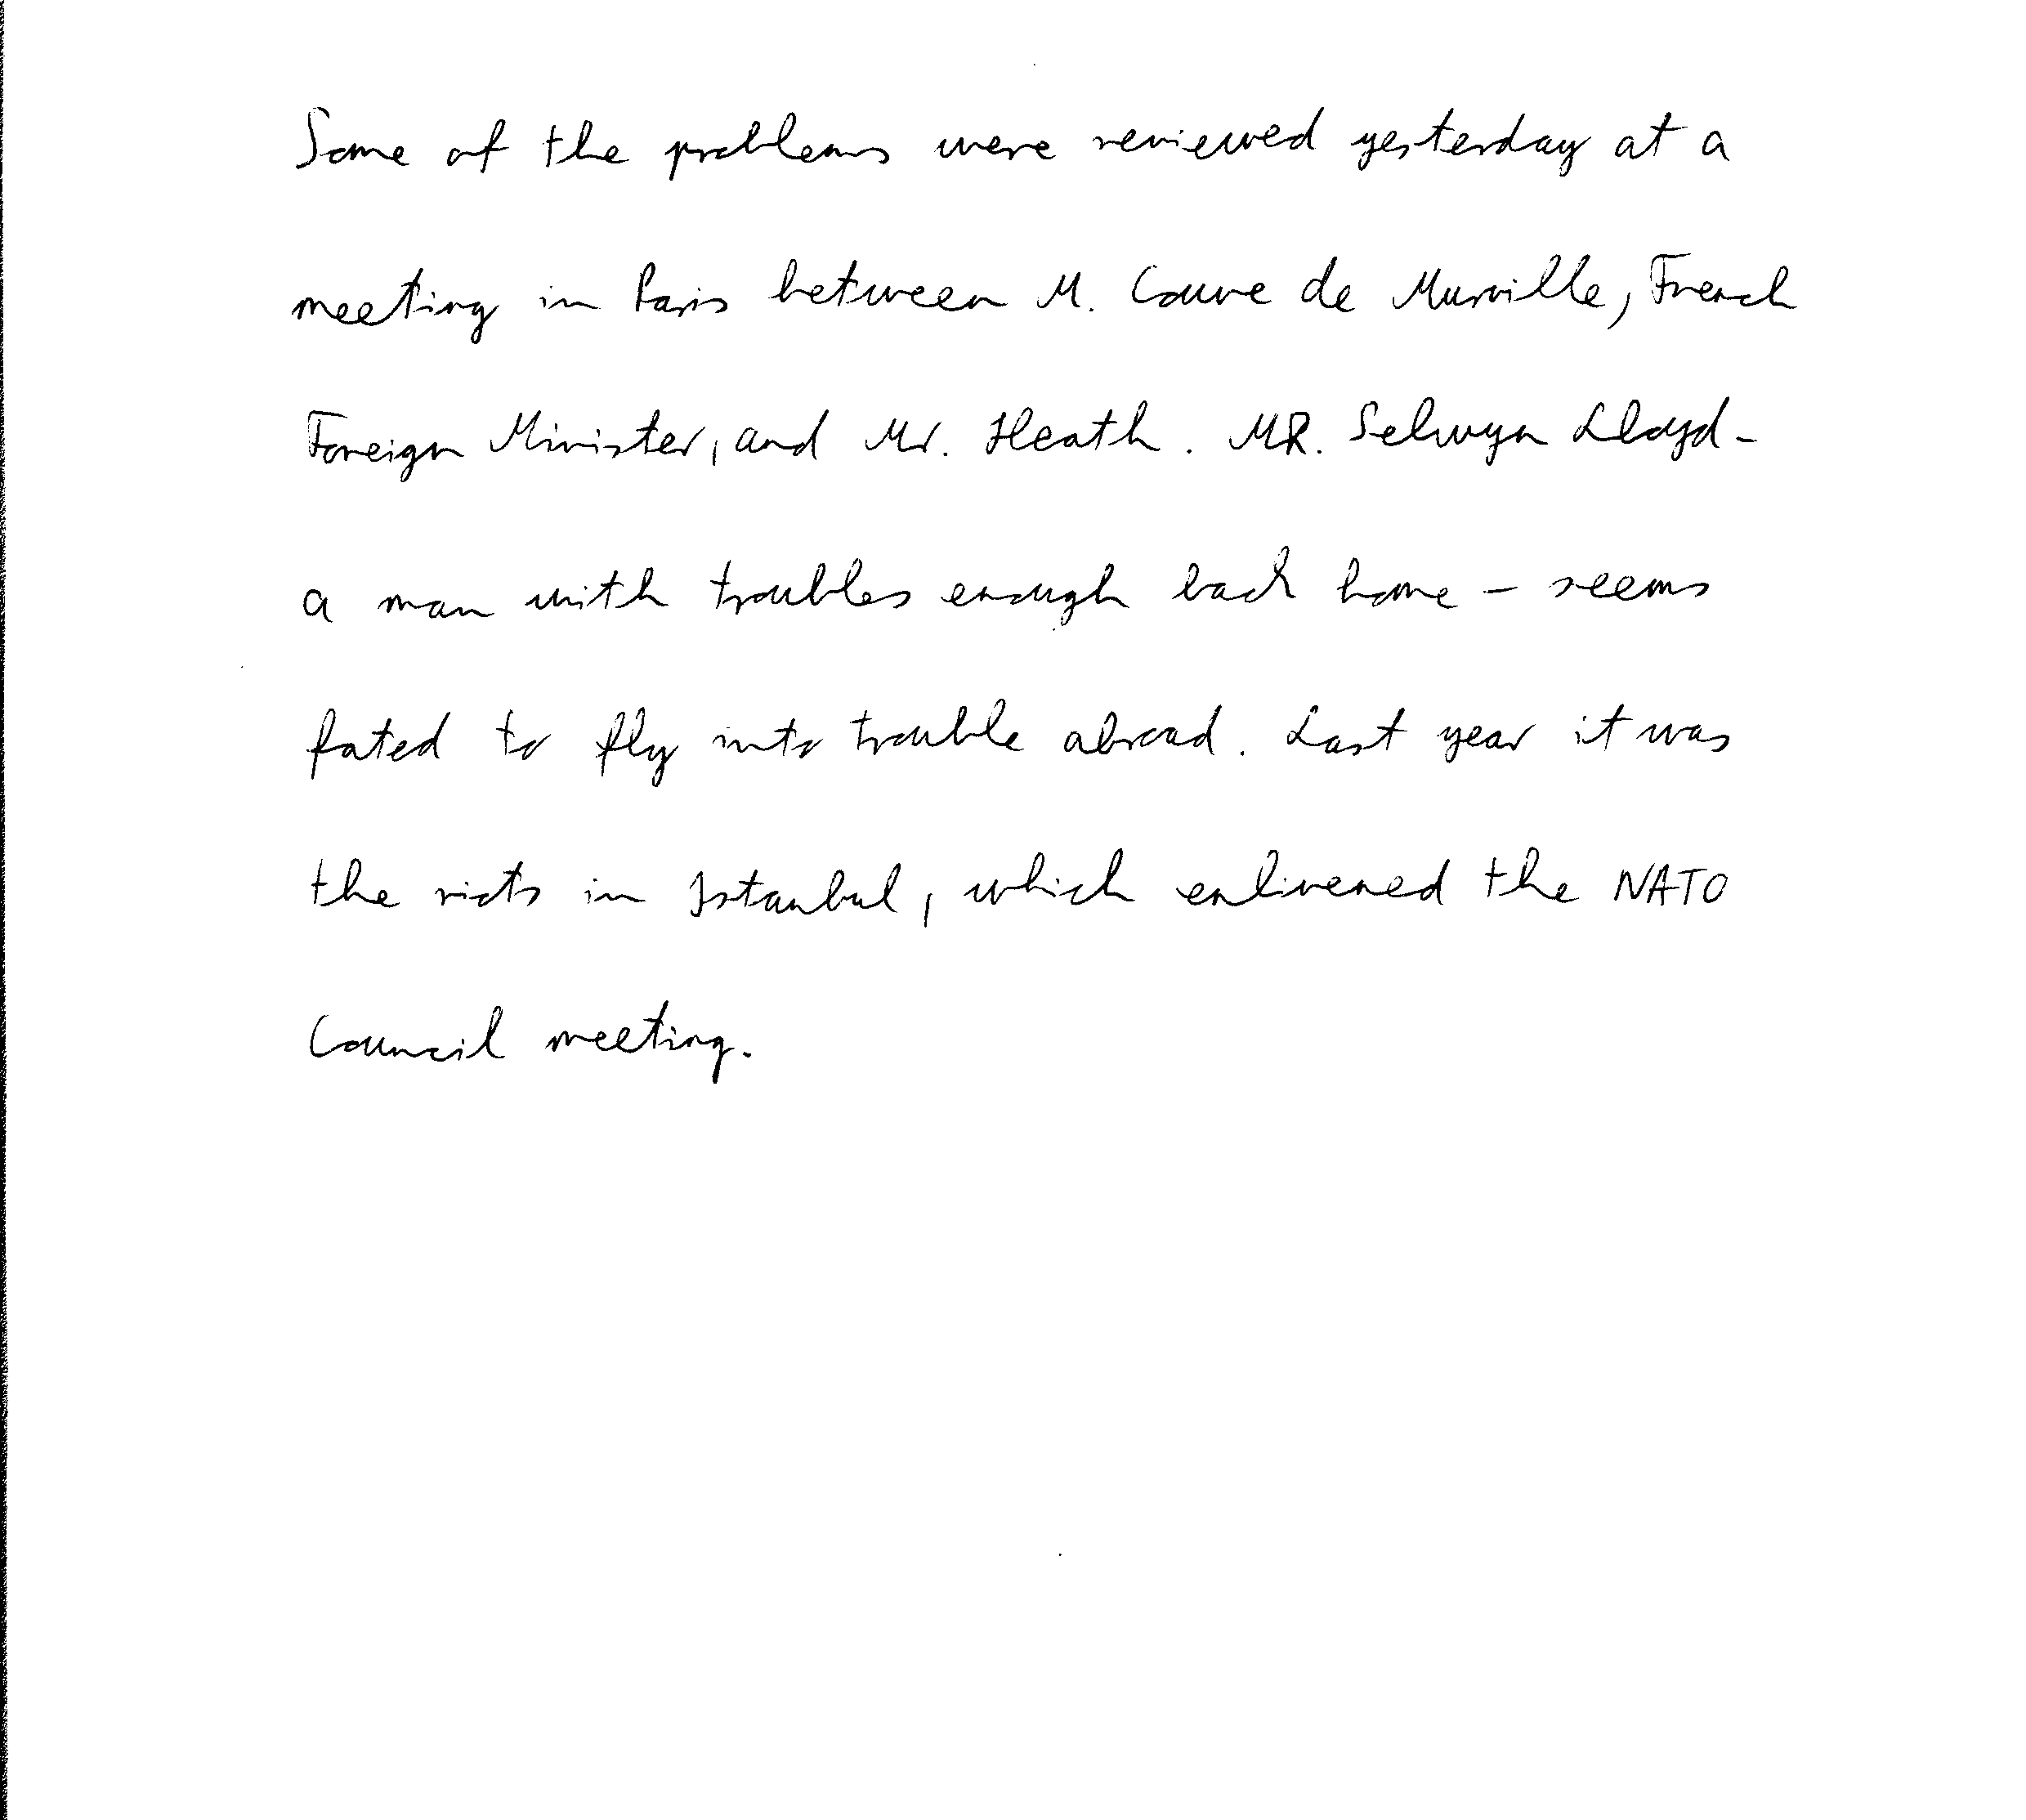 Some of the problems were reviewed yesterday at a
meeting in Paris between M. Couve de Murville, French
Foreign Minister, and Mr. Heath. MR. Selwyn Lloyd -
a man with troubles enough back home - seems
fated to fly into trouble abroad. Last year it was
the riots in Istanbul, which enlivened the NATO
Council meeting.